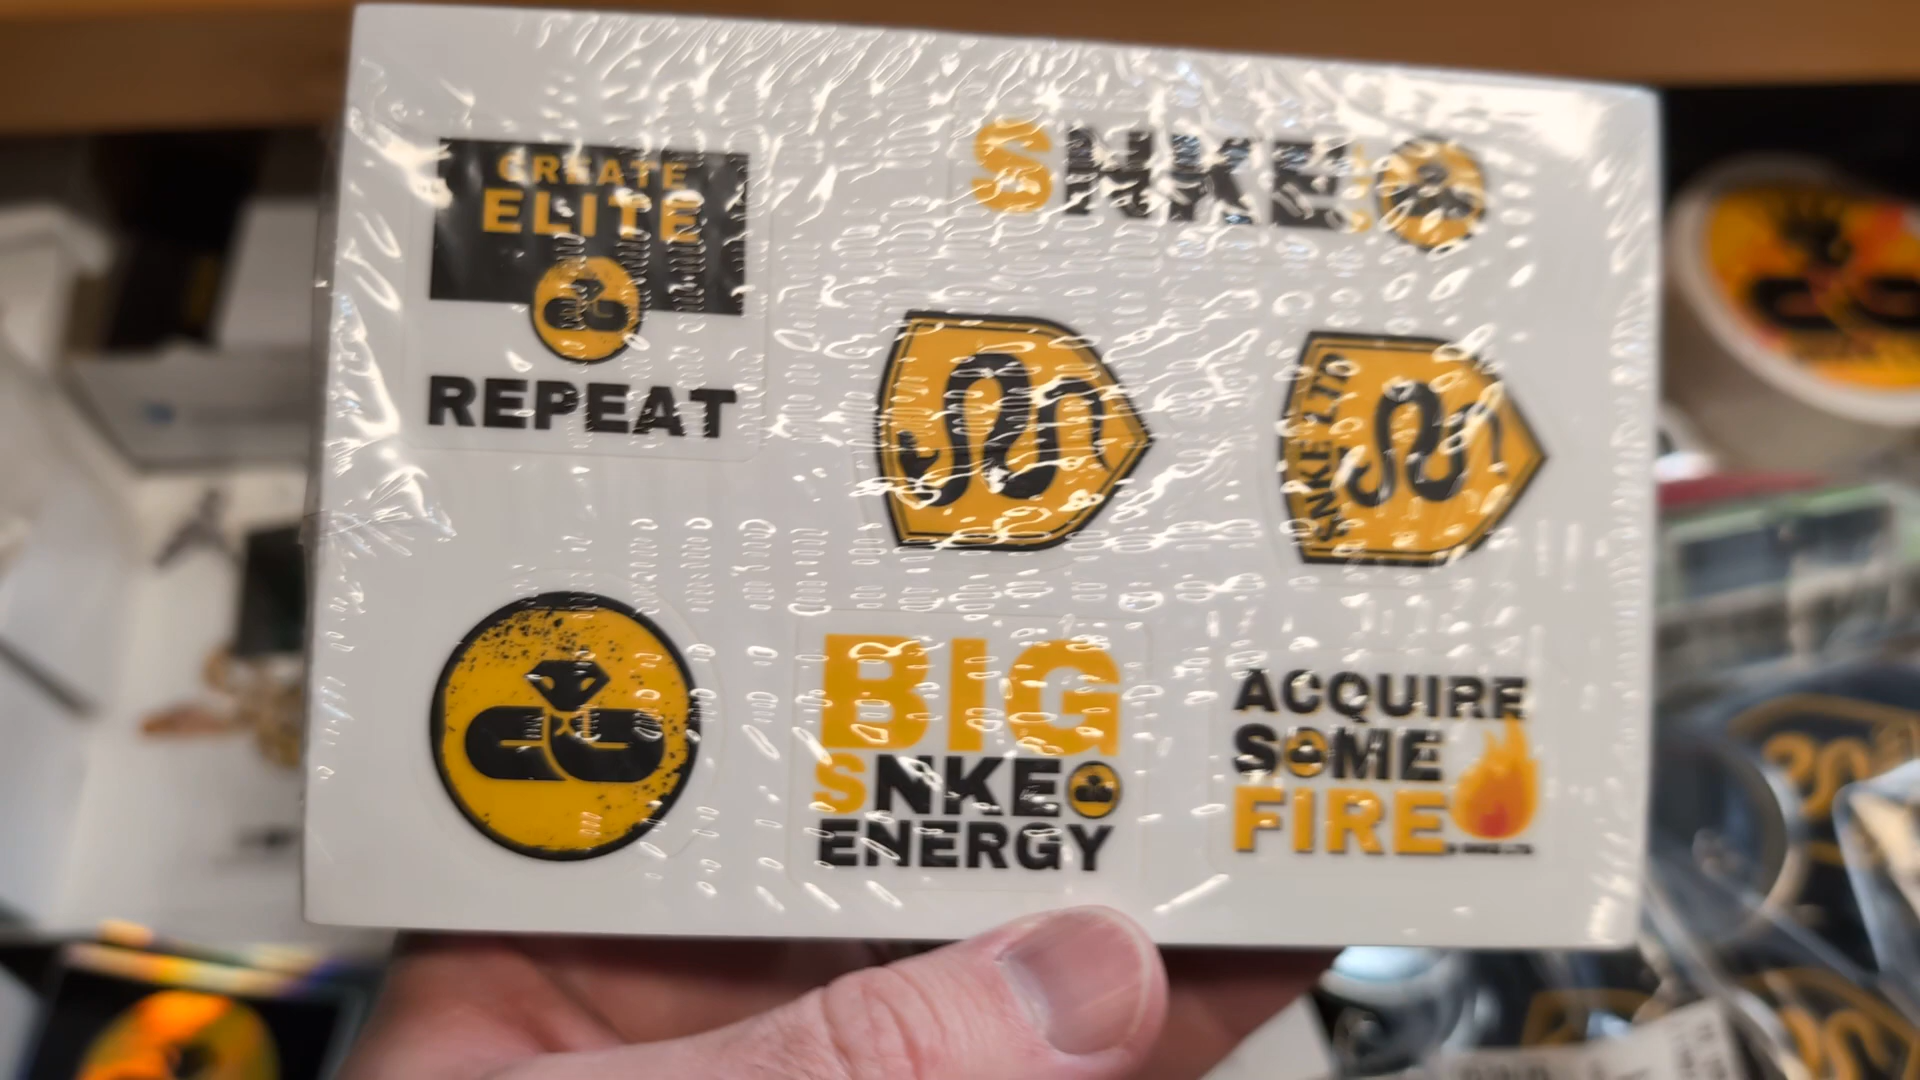 CREATE
ELITE
REPEAT
SNKE
SNKE LTD
BIG
SNKE
ENERGY
ACQUIRE
SOME
FIRE